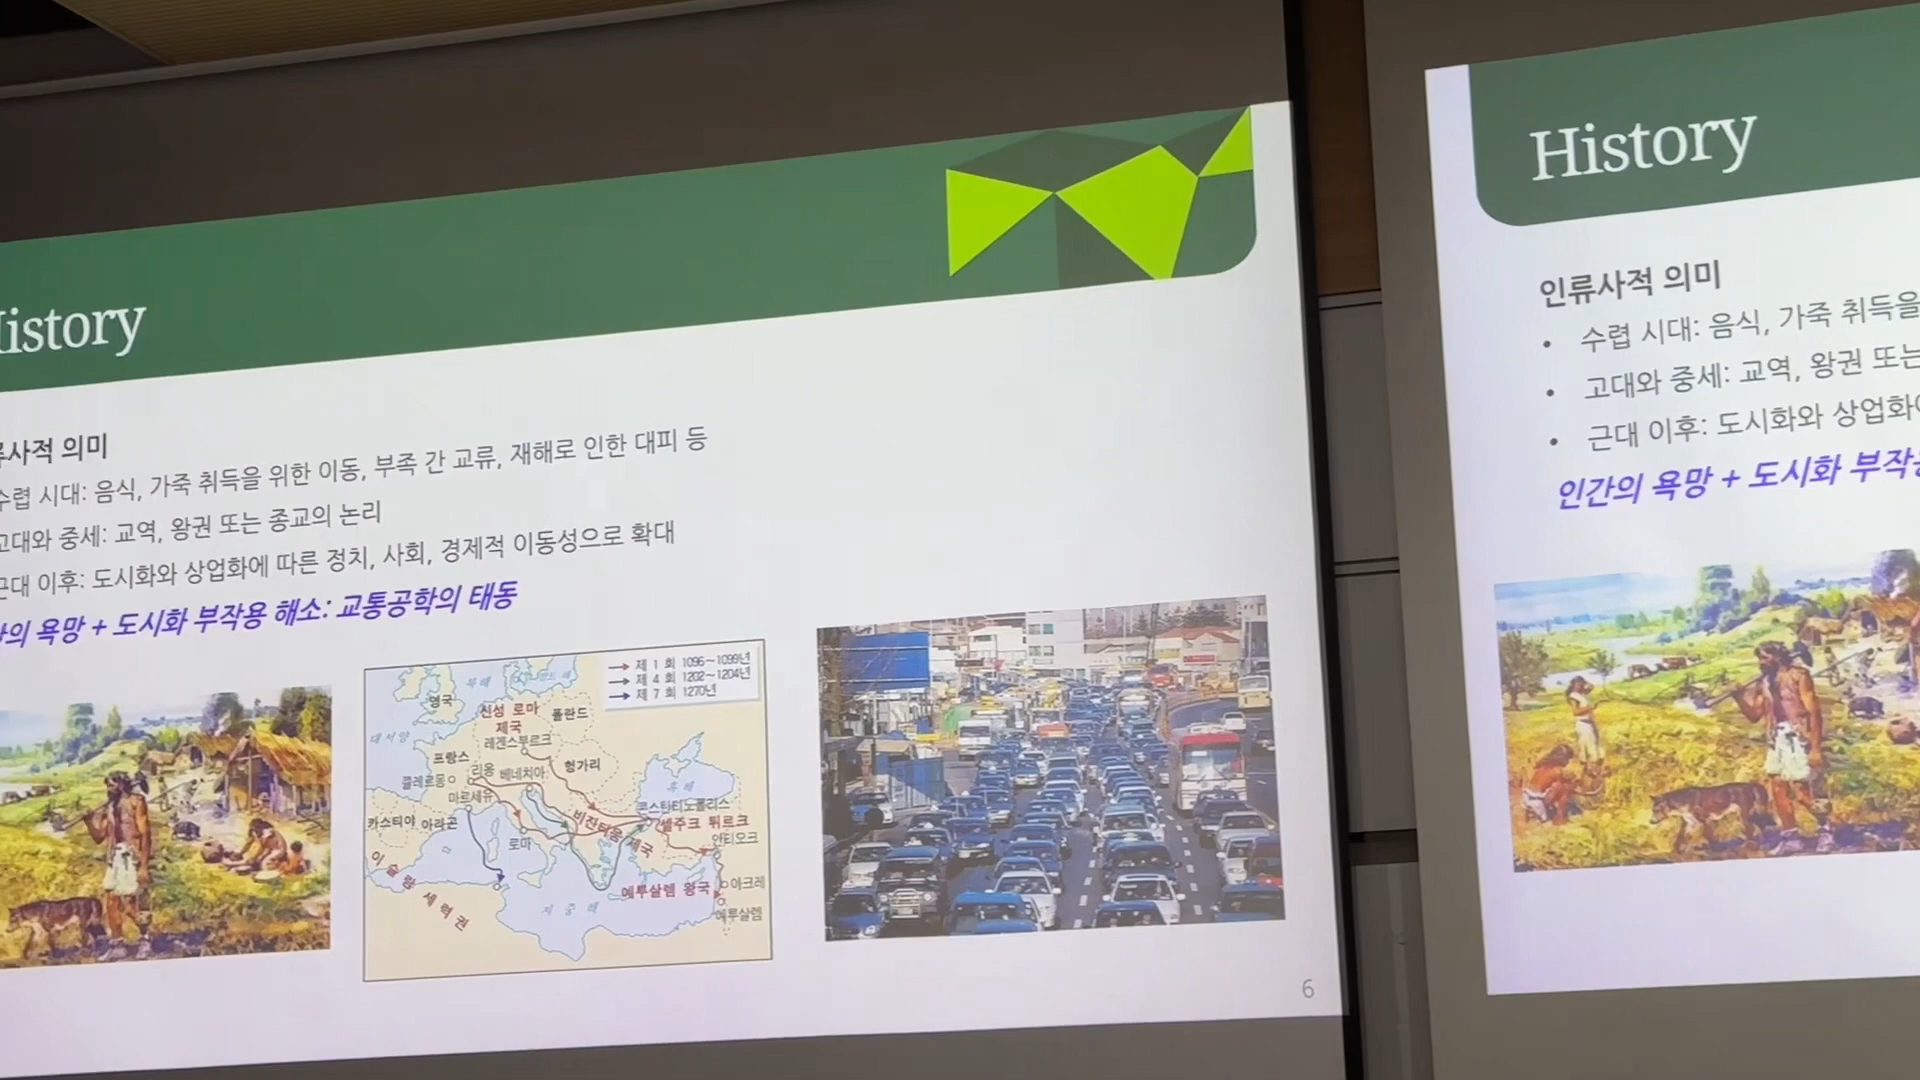 History
류사적 의미
수렵 시대: 음식, 가죽 취득을 위한 이동, 부족 간 교류, 재해로 인한 대피 등
고대와 중세: 교역, 왕권 또는 종교의 논리
근대 이후: 도시화와 상업화에 따른 정치, 사회, 경제적 이동성으로 확대
의 욕망 + 도시화 부작용 해소: 교통공학의 태동
제 1 회 1096~1099년
제 4 회 1202~1204년
제 7 회 1270년
영국
북해
신성 로마
제국
폴란드
대서양
레겐스부르크
프랑스
리옹
베네치아
헝가리
클레르몽
마르세유
흑해
콘스탄티노폴리스
카스티야
아라곤
비잔티움 제국
셀주크 튀르크
로마
안티오크
이슬람 세력권
예루살렘 왕국
아크레
지중해
예루살렘
6
History
인류사적 의미
• 수렵 시대: 음식, 가죽 취득을
• 고대와 중세: 교역, 왕권 또는
• 근대 이후: 도시화와 상업화에
인간의 욕망 + 도시화 부작용